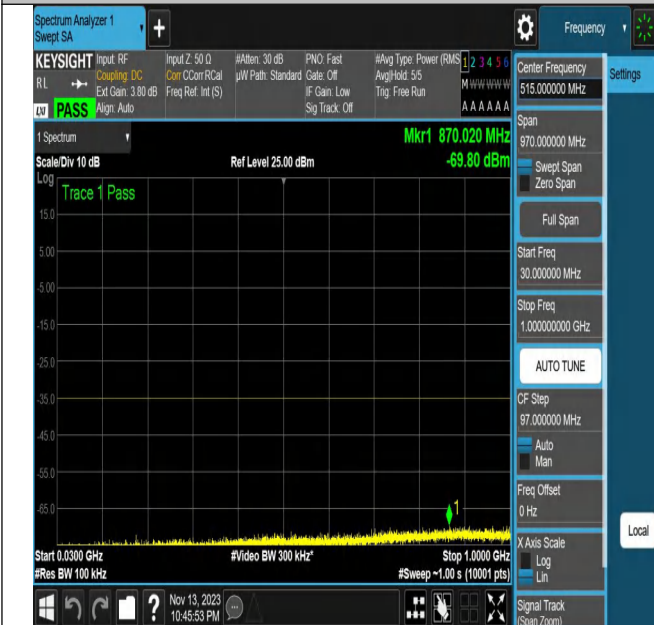 Spectrum Analyzer 1
Swept SA
+
Frequency
KEYSIGHT
RL
LXI PASS
Input: RF
Coupling: DC
Ext Gain: 3.80 dB
Align: Auto
Input Z: 50 Ω
Corr CCorr RCal
Freq Ref: Int (S)
#Atten: 30 dB
µW Path: Standard
PNO: Fast
Gate: Off
IF Gain: Low
Sig Track: Off
#Avg Type: Power (RMS
Avg|Hold: 5/5
Trig: Free Run
1 2 3 4 5 6
M W W W W W
A A A A A A
1 Spectrum
Scale/Div 10 dB
Ref Level 25.00 dBm
Mkr1 870.020 MHz
-69.80 dBm
Log
Trace 1 Pass
15.0
5.00
-5.00
-15.0
-25.0
-35.0
-45.0
-55.0
-65.0
1
Start 0.0300 GHz
#Video BW 300 kHz*
Stop 1.0000 GHz
#Res BW 100 kHz
#Sweep ~1.00 s (10001 pts)
?
Nov 13, 2023
10:45:53 PM
Center Frequency
515.000000 MHz
Span
970.000000 MHz
Swept Span
Zero Span
Full Span
Start Freq
30.000000 MHz
Stop Freq
1.000000000 GHz
AUTO TUNE
CF Step
97.000000 MHz
Auto
Man
Freq Offset
0 Hz
X Axis Scale
Log
Lin
Signal Track
(Span Zoom)
Settings
Local